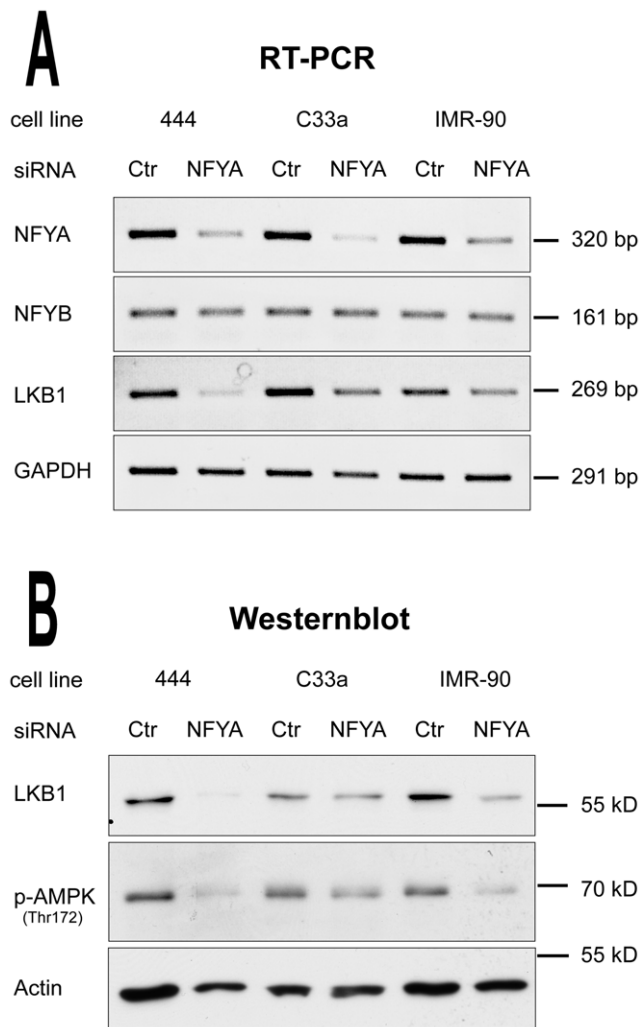 A
RT-PCR
cell line 444 C33a IMR-90
siRNA Ctr NFYA Ctr NFYA Ctr NFYA
NFYA 320 bp
NFYB 161 bp
LKB1 269 bp
GAPDH 291 bp
B
Westernblot
cell line 444 C33a IMR-90
siRNA Ctr NFYA Ctr NFYA Ctr NFYA
LKB1 55 kD
p-AMPK 70 kD
(Thr172)
55 kD
Actin